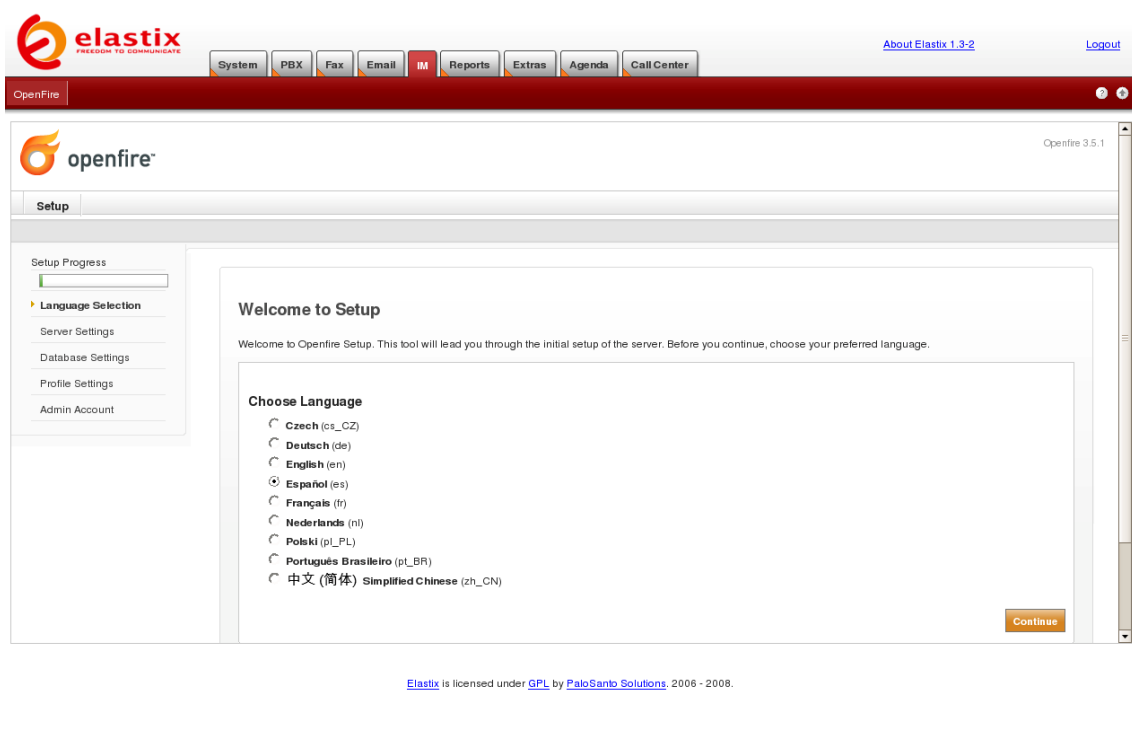 elastix
FREEDOM TO COMMUNICATE
About Elastix 1.3-2
Logout
System
PBX
Fax
Email
IM
Reports
Extras
Agenda
Call Center
OpenFire
openfire™
Openfire 3.5.1
Setup
Setup Progress
Language Selection
Server Settings
Database Settings
Profile Settings
Admin Account
Welcome to Setup
Welcome to Openfire Setup. This tool will lead you through the initial setup of the server. Before you continue, choose your preferred language.
Choose Language
Czech (cs_CZ)
Deutsch (de)
English (en)
Español (es)
Français (fr)
Nederlands (nl)
Polski (pl_PL)
Português Brasileiro (pt_BR)
中文 (简体) Simplified Chinese (zh_CN)
Continue
Elastix is licensed under GPL by PaloSanto Solutions. 2006 - 2008.